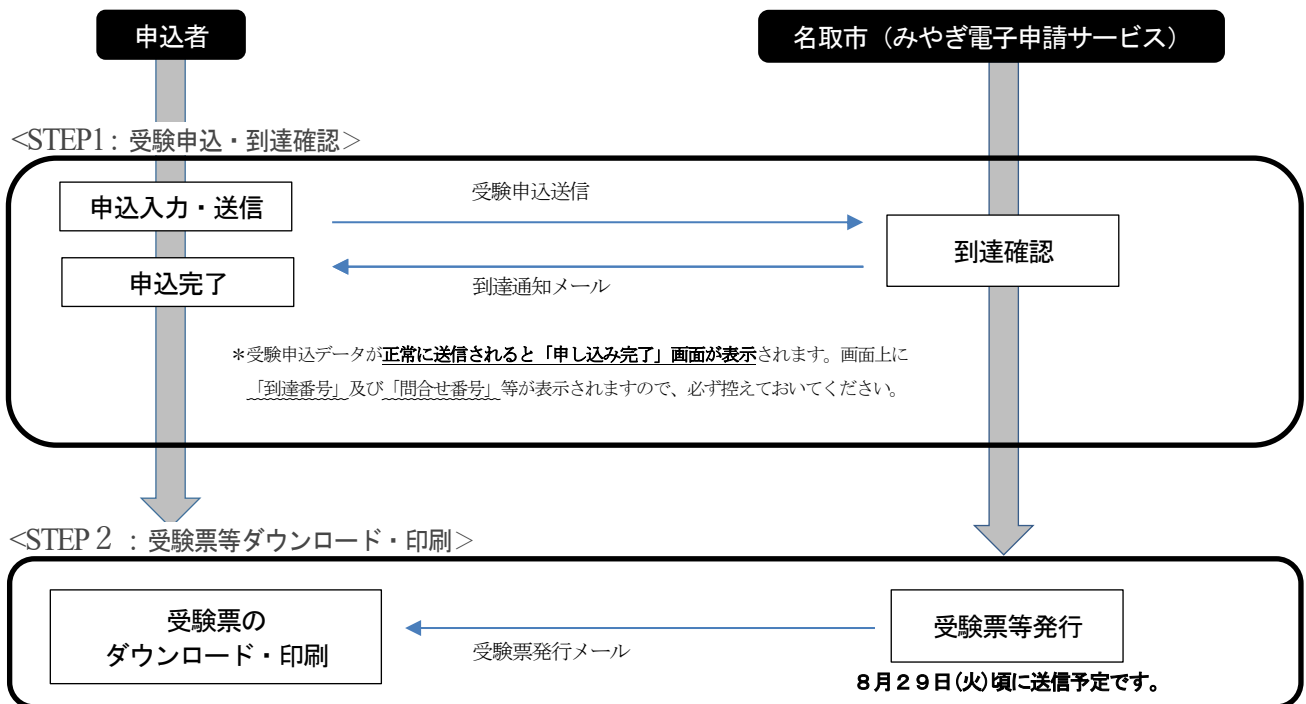 申込者
名取市（みやぎ電子申請サービス）
<STEP1：受験申込・到達確認>
申込入力・送信
受験申込送信
到達確認
申込完了
到達通知メール
＊受験申込データが正常に送信されると「申し込み完了」画面が表示されます。画面上に
「到達番号」及び「問合せ番号」等が表示されますので、必ず控えておいてください。
<STEP２：受験票等ダウンロード・印刷>
受験票の
ダウンロード・印刷
受験票発行メール
受験票等発行
８月２９日(火)頃に送信予定です。